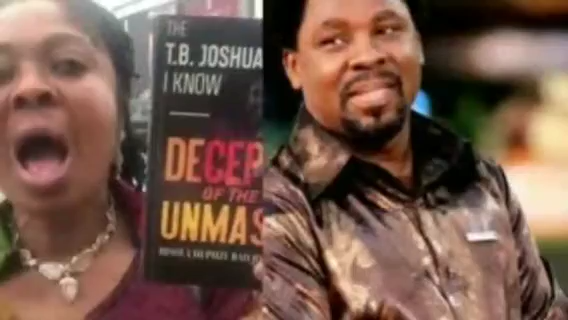 THE
T.B. JOSHUA
I KNOW
DECEP
OF THE
UNMAS